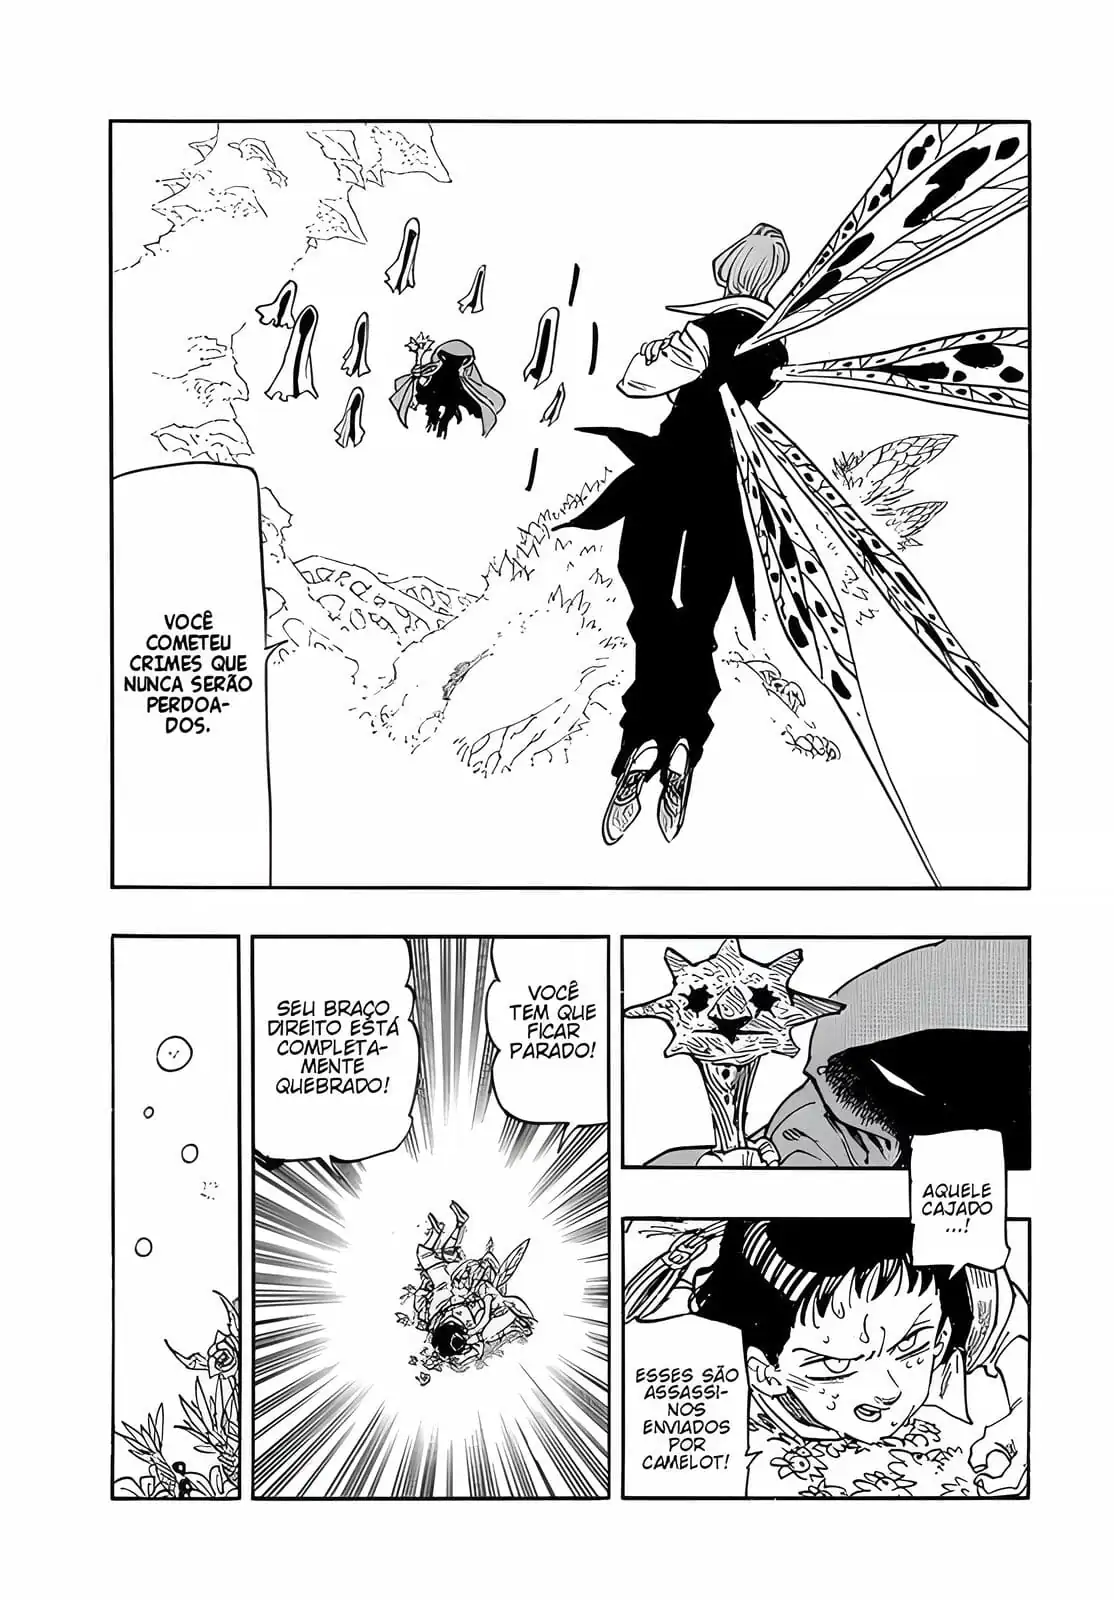 VOCÊ
COMETEU
CRIMES QUE
NUNCA SERÃO
PERDOA-
DOS.
SEU BRAÇO
DIREITO ESTÁ
COMPLETA-
MENTE
QUEBRADO!
VOCÊ
TEM QUE
FICAR
PARADO!
AQUELE
CAJADO
...!
ESSES SÃO
ASSASSI-
NOS
ENVIADOS
POR
CAMELOT!